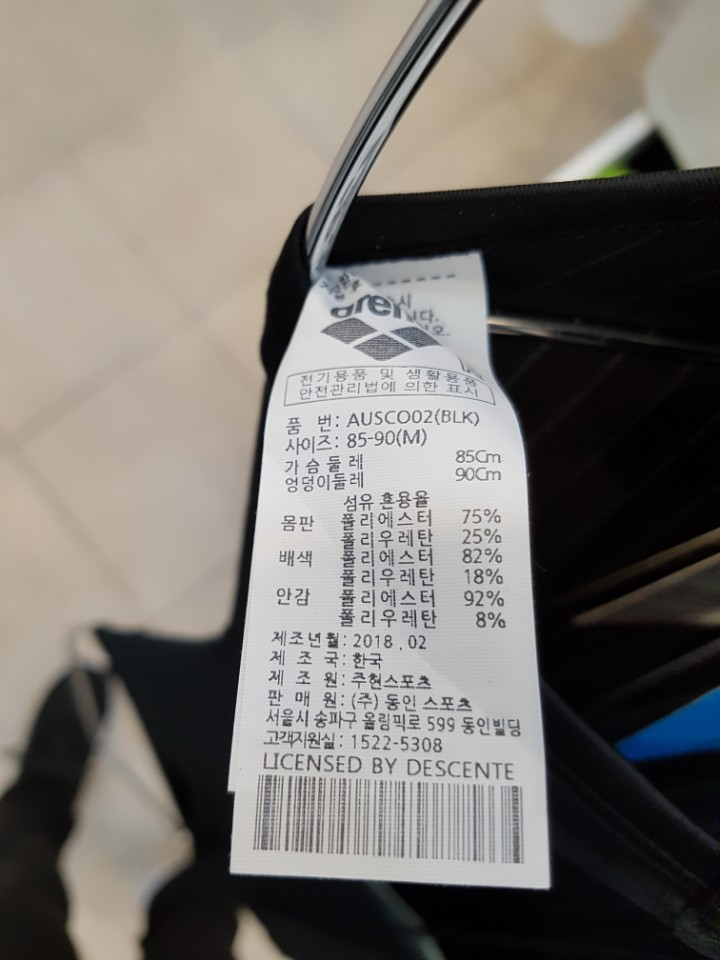 arena
시
니다.
시오.
전기용품 및 생활용품
안전관리법에 의한 표시
품 번: AUSCO02(BLK)
사이즈: 85-90(M)
가슴둘레 85Cm
엉덩이둘레 90Cm
섬유 혼용율
몸판 폴리에스터 75%
폴리우레탄 25%
배색 폴리에스터 82%
폴리우레탄 18%
안감 폴리에스터 92%
폴리우레탄 8%
제조년월: 2018.02
제 조 국: 한국
제 조 원: 주현스포츠
판 매 원: (주) 동인 스포츠
서울시 송파구 올림픽로 599 동인빌딩
고객지원실: 1522-5308
LICENSED BY DESCENTE